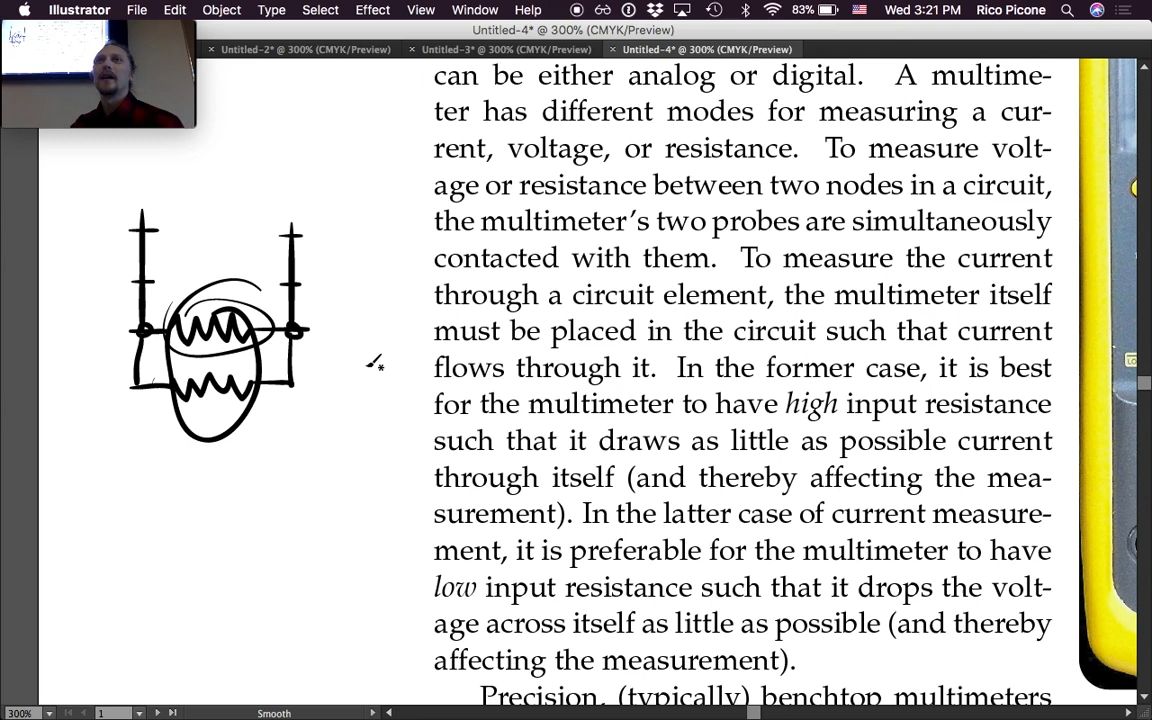 Illustrator File Edit Object Type Select Effect View Window Help 83% Wed 3:21 PM Rico Picone
Untitled-4* @ 300% (CMYK/Preview)
× Untitled-2* @ 300% (CMYK/Preview) × Untitled-3* @ 300% (CMYK/Preview) × Untitled-4* @ 300% (CMYK/Preview)
can be either analog or digital. A multime-
ter has different modes for measuring a cur-
rent, voltage, or resistance. To measure volt-
age or resistance between two nodes in a circuit,
the multimeter's two probes are simultaneously
contacted with them. To measure the current
through a circuit element, the multimeter itself
must be placed in the circuit such that current
flows through it. In the former case, it is best
for the multimeter to have high input resistance
such that it draws as little as possible current
through itself (and thereby affecting the mea-
surement). In the latter case of current measure-
ment, it is preferable for the multimeter to have
low input resistance such that it drops the volt-
age across itself as little as possible (and thereby
affecting the measurement).
Precision, (typically) benchtop multimeters
300% 1 Smooth